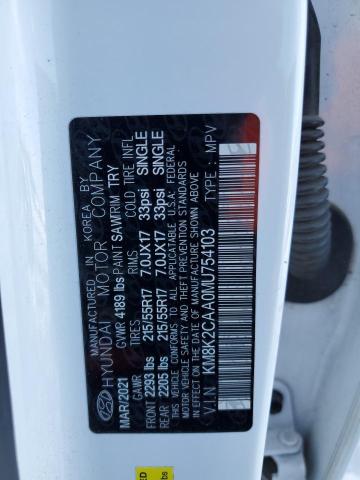 MANUFACTURED IN KOREA BY
HYUNDAI MOTOR COMPANY
GVWR 4189 lbs PAINT SAW/TRIM TRY
MAR/2021 GAWR TIRES RIMS COLD TIRE INFL
FRONT 2293 lbs 215/55R17 7.0JX17 33psi SINGLE
REAR 2205 lbs 215/55R17 7.0JX17 33psi SINGLE
THIS VEHICLE CONFORMS TO ALL APPLICABLE U.S.A. FEDERAL
MOTOR VEHICLE SAFETY, BUMPER, AND THEFT PREVENTION STANDARDS
IN EFFECT ON THE DATE OF MANUFACTURE SHOWN ABOVE
VIN : KM8K2CAA0MU754103 TYPE : MPV